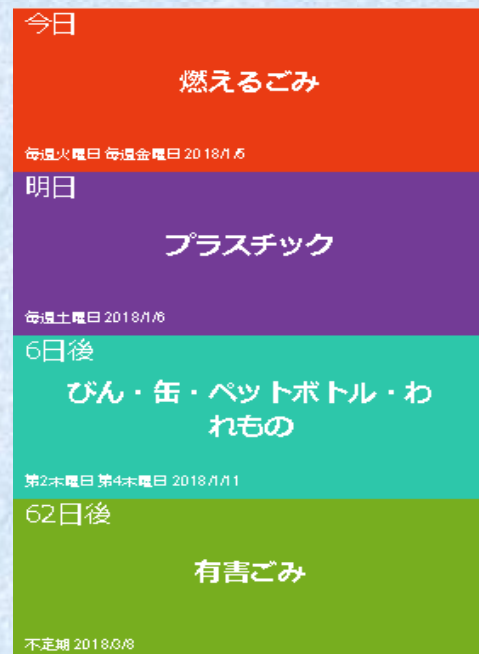 今日
燃えるごみ
毎週火曜日 毎週金曜日 2018/1/5
明日
プラスチック
毎週土曜日 2018/1/6
6日後
びん・缶・ペットボトル・わ
れもの
第2木曜日 第4木曜日 2018/1/11
62日後
有害ごみ
不定期 2018/3/8